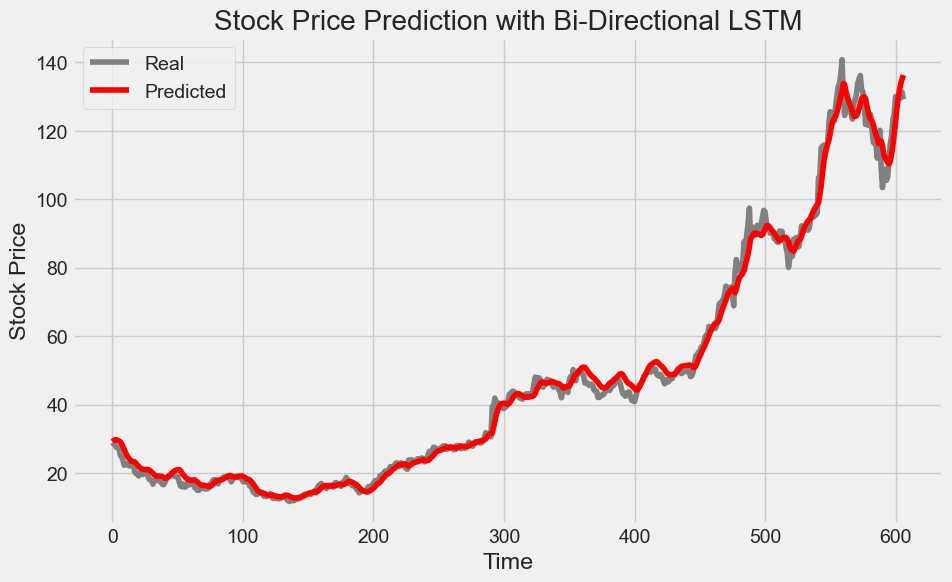 Stock Price Prediction with Bi-Directional LSTM
Real
Predicted
140
120
100
80
60
40
20
Stock Price
0 100 200 300 400 500 600
Time